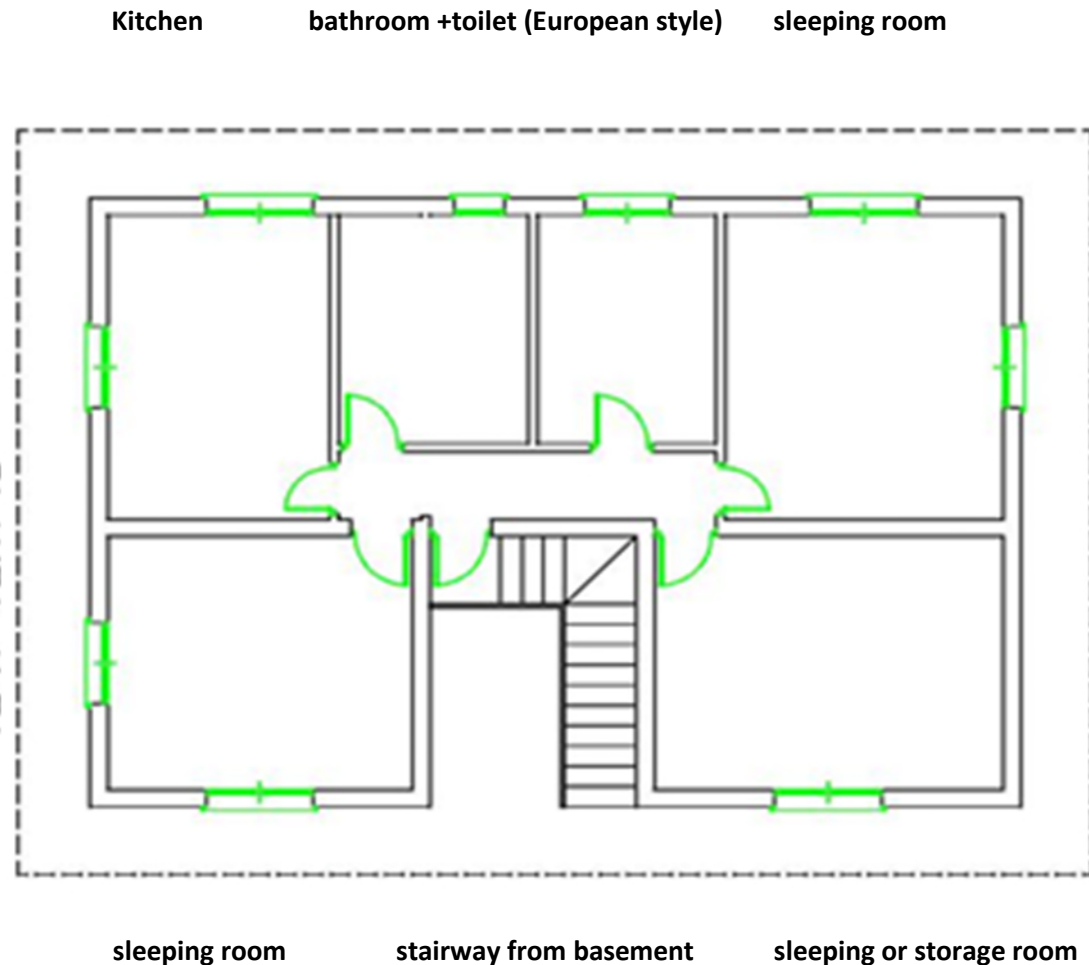 Kitchen bathroom +toilet (European style) sleeping room
sleeping room stairway from basement sleeping or storage room